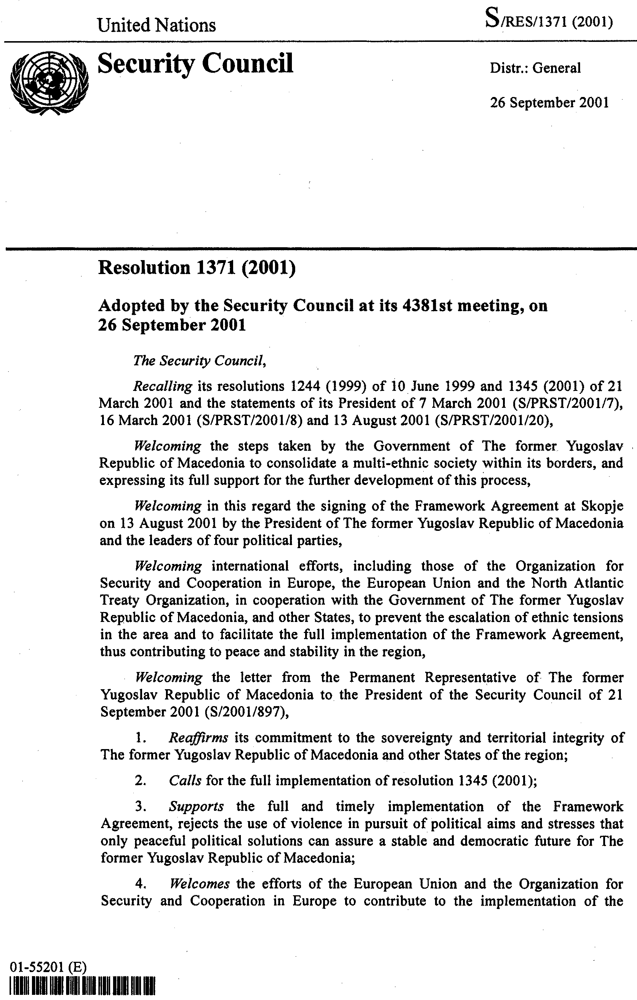 United Nations
S/RES/1371 (2001)
Security Council
Distr.: General
26 September 2001
Resolution 1371 (2001)
Adopted by the Security Council at its 4381st meeting, on
26 September 2001
The Security Council,
Recalling its resolutions 1244 (1999) of 10 June 1999 and 1345 (2001) of 21
March 2001 and the statements of its President of 7 March 2001 (S/PRST/2001/7),
16 March 2001 (S/PRST/2001/8) and 13 August 2001 (S/PRST/2001/20),
Welcoming the steps taken by the Government of The former Yugoslav
Republic of Macedonia to consolidate a multi-ethnic society within its borders, and
expressing its full support for the further development of this process,
Welcoming in this regard the signing of the Framework Agreement at Skopje
on 13 August 2001 by the President of The former Yugoslav Republic of Macedonia
and the leaders of four political parties,
Welcoming international efforts, including those of the Organization for
Security and Cooperation in Europe, the European Union and the North Atlantic
Treaty Organization, in cooperation with the Government of The former Yugoslav
Republic of Macedonia, and other States, to prevent the escalation of ethnic tensions
in the area and to facilitate the full implementation of the Framework Agreement,
thus contributing to peace and stability in the region,
Welcoming the letter from the Permanent Representative of The former
Yugoslav Republic of Macedonia to the President of the Security Council of 21
September 2001 (S/2001/897),
1. Reaffirms its commitment to the sovereignty and territorial integrity of
The former Yugoslav Republic of Macedonia and other States of the region;
2. Calls for the full implementation of resolution 1345 (2001);
3. Supports the full and timely implementation of the Framework
Agreement, rejects the use of violence in pursuit of political aims and stresses that
only peaceful political solutions can assure a stable and democratic future for The
former Yugoslav Republic of Macedonia;
4. Welcomes the efforts of the European Union and the Organization for
Security and Cooperation in Europe to contribute to the implementation of the
01-55201 (E)